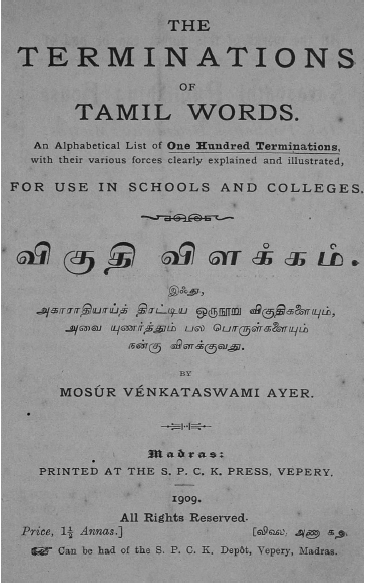 THE
TERMINATIONS
OF
TAMIL WORDS.
An Alphabetical List of One Hundred Terminations,
with their various forces clearly explained and illustrated,
FOR USE IN SCHOOLS AND COLLEGES.
விகுதி விளக்கம்.
இஃது,
அகாராதியாய்த் திரட்டிய ஒருநூறு விகுதிகளையும்,
அவை யுணர்த்தும் பல பொருள்களையும்
நன்கு விளக்குவது.
BY
MOSÚR VÉNKATASWAMI AYER.
Madras:
PRINTED AT THE S. P. C. K. PRESS, VEPERY,
1909.
All Rights Reserved.
Price, 1½ Annas.] [விலை, அணா
Can be had of the S. P. C. K, Depôt, Vepery, Madras.